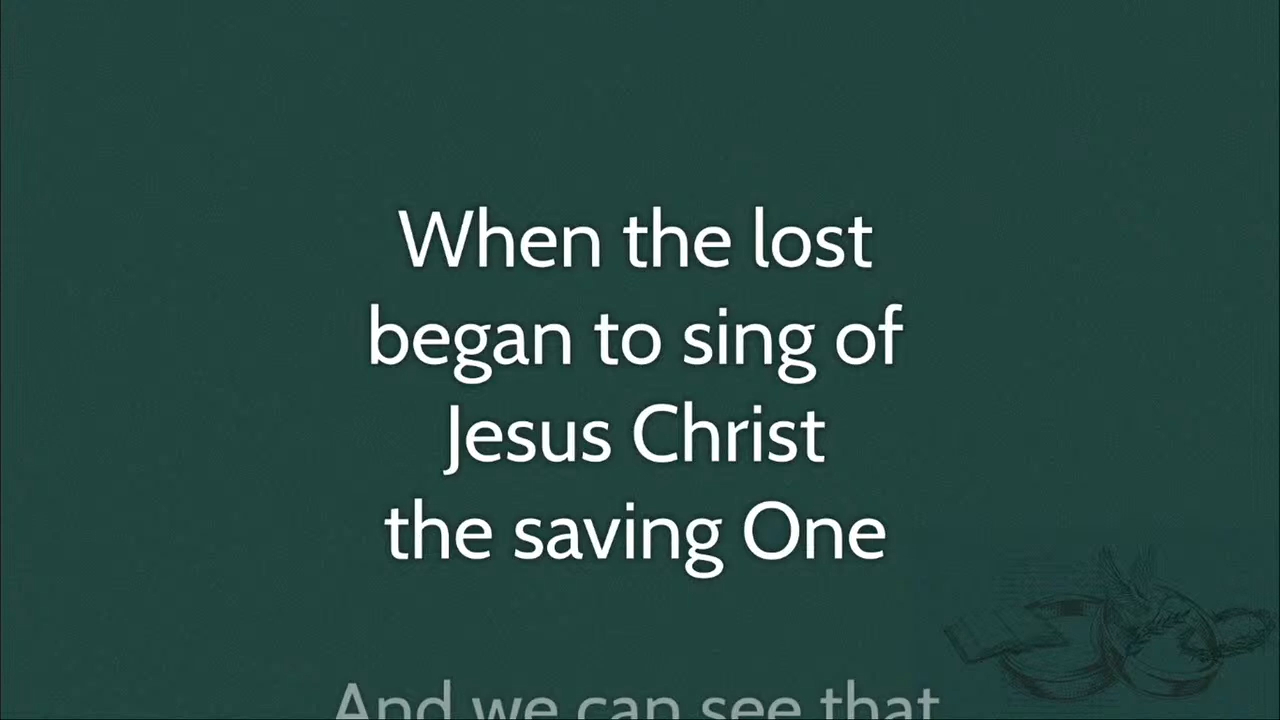 When the lost
began to sing of
Jesus Christ
the saving One
And we can see that